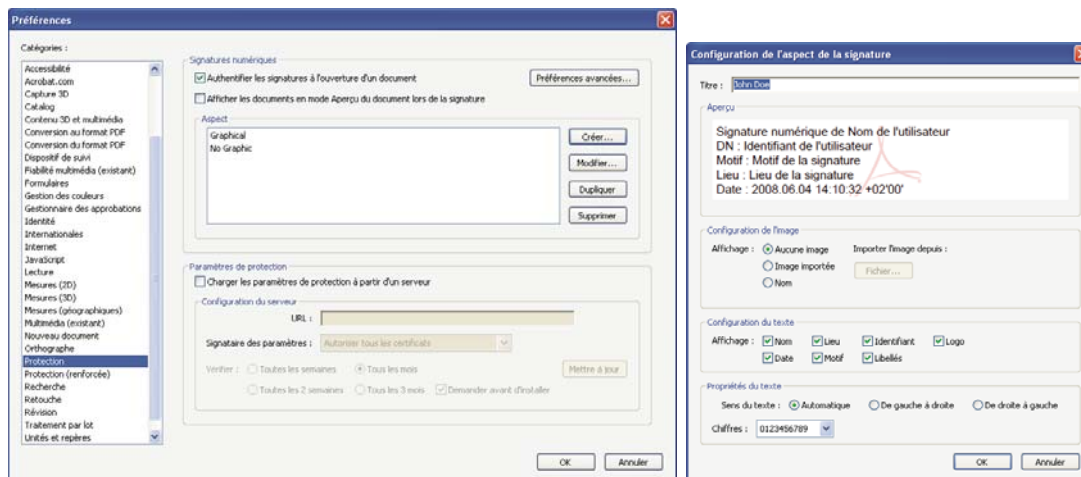 Préférences
Catégories :
Accessibilité
Acrobat.com
Capture 3D
Catalog
Contenu 3D et multimédia
Conversion au format PDF
Conversion du format PDF
Dispositif de suivi
Fiabilité multimédia (existant)
Formulaires
Gestion des couleurs
Gestionnaire des approbations
Identité
Internationales
Internet
JavaScript
Lecture
Mesures (2D)
Mesures (3D)
Mesures (géographiques)
Multimédia (existant)
Nouveau document
Orthographe
Protection
Protection (renforcée)
Recherche
Retouche
Révision
Traitement par lot
Unités et repères
Signatures numériques
Authentifier les signatures à l'ouverture d'un document
Préférences avancées...
Afficher les documents en mode Aperçu du document lors de la signature
Aspect
Graphical
No Graphic
Créer...
Modifier...
Dupliquer
Supprimer
Paramètres de protection
Charger les paramètres de protection à partir d'un serveur
Configuration du serveur
URL :
Signataire des paramètres : Autoriser tous les certificats
Vérifier : Toutes les semaines Tous les mois Mettre à jour
Toutes les 2 semaines Tous les 3 mois Demander avant d'installer
OK Annuler
Configuration de l'aspect de la signature
Titre : John Doe
Aperçu
Signature numérique de Nom de l'utilisateur
DN : Identifiant de l'utilisateur
Motif : Motif de la signature
Lieu : Lieu de la signature
Date : 2008.06.04 14:10:32 +02'00'
Configuration de l'image
Affichage : Aucune image Importer l'image depuis :
Image importée Fichier...
Nom
Configuration du texte
Affichage : Nom Lieu Identifiant Logo
Date Motif Libellés
Propriétés du texte
Sens du texte : Automatique De gauche à droite De droite à gauche
Chiffres : 0123456789
OK Annuler